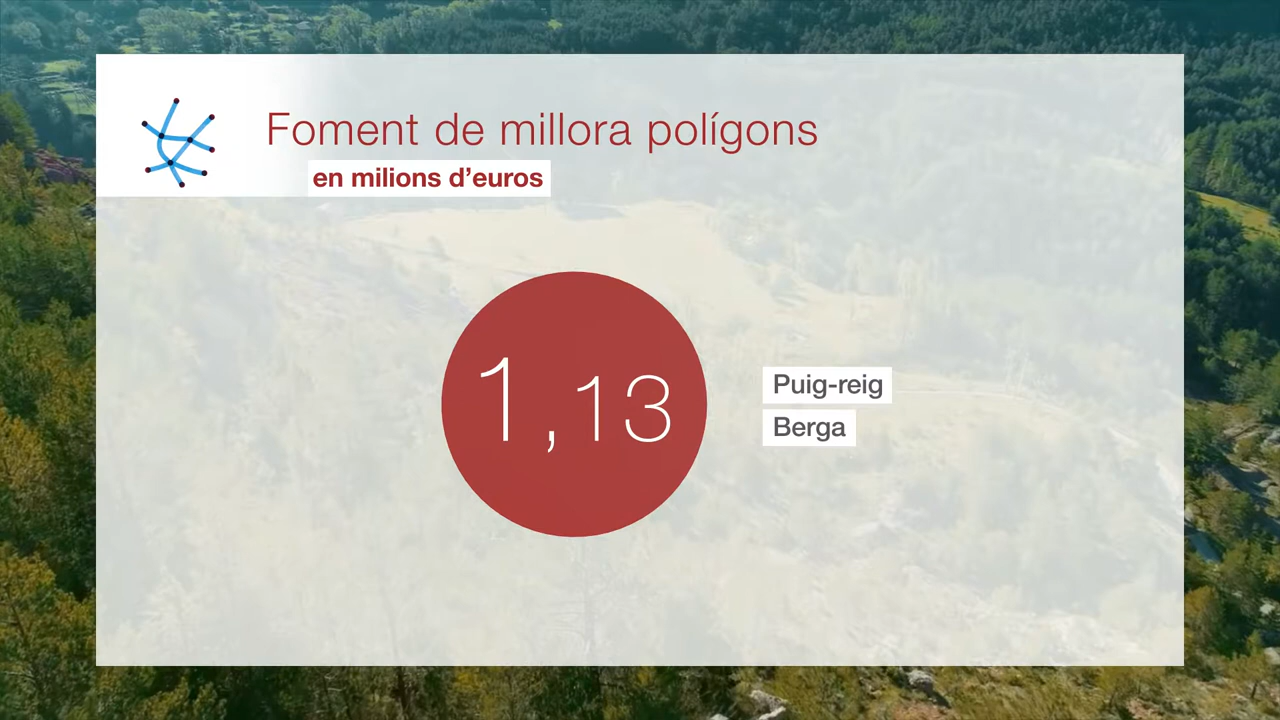 Foment de millora polígons
en milions d’euros
1,13
Puig-reig
Berga